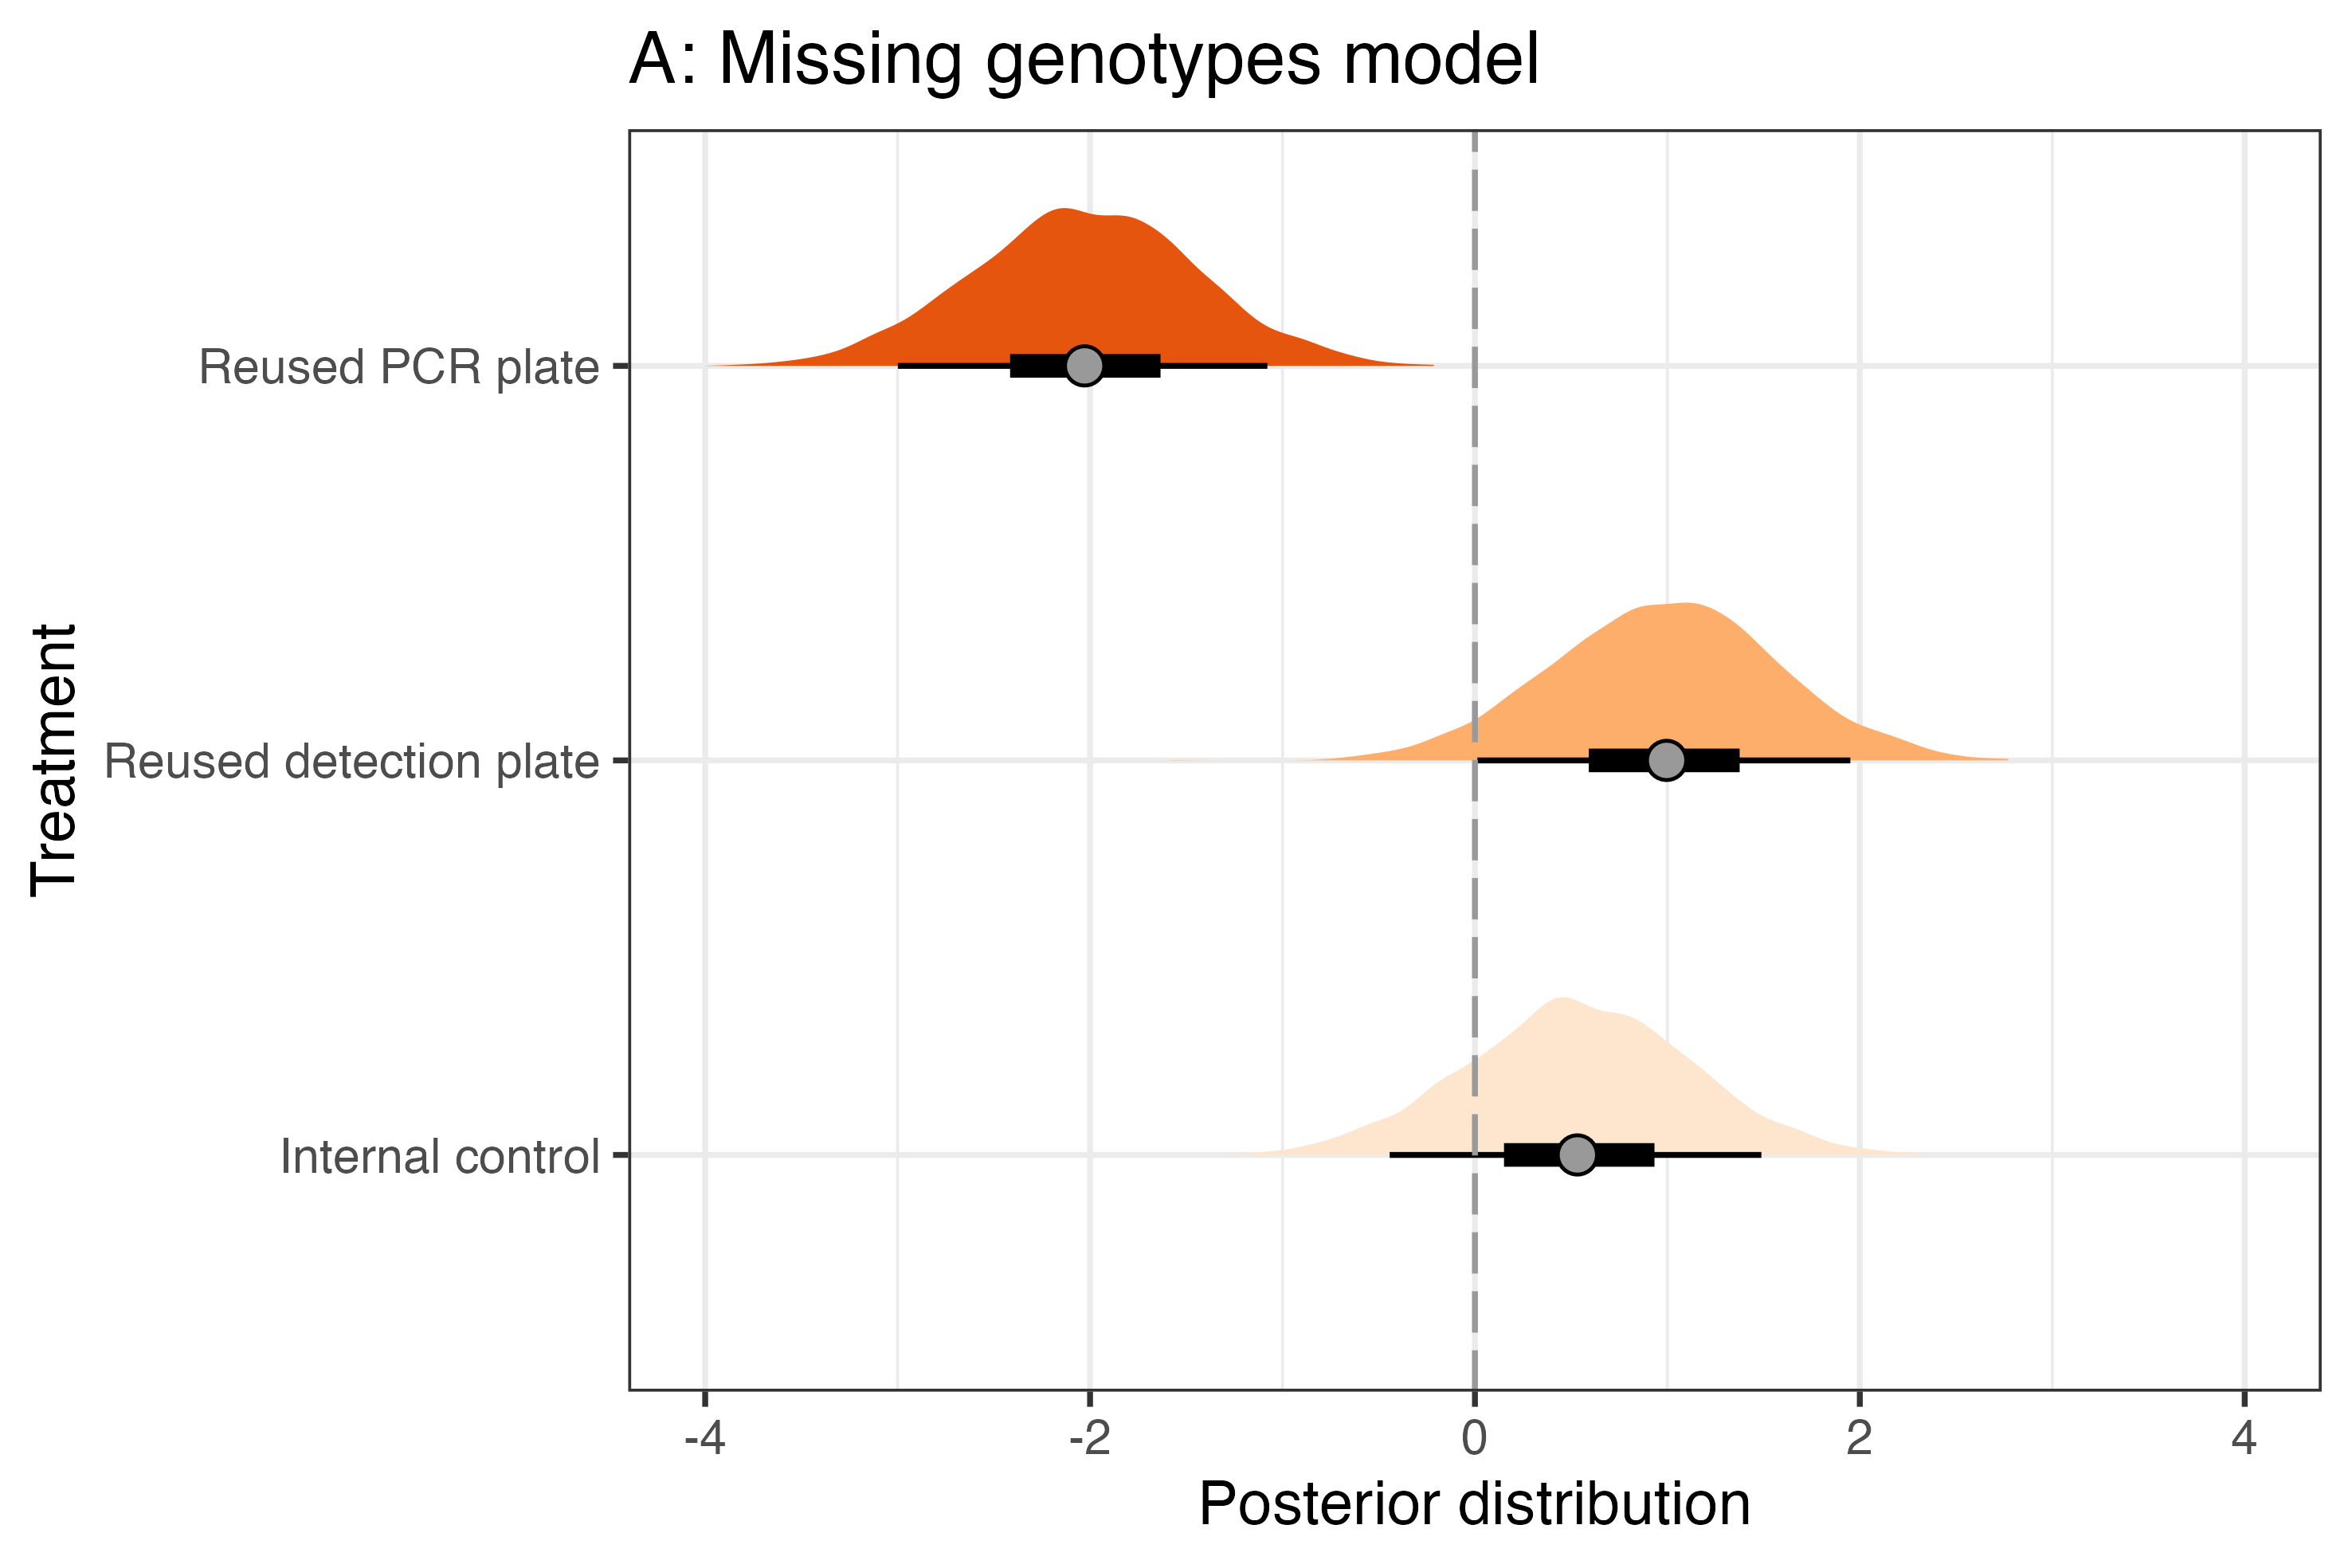 A: Missing genotypes model
Treatment
Reused PCR plate
Reused detection plate
Internal control
-4 -2 0 2 4
Posterior distribution